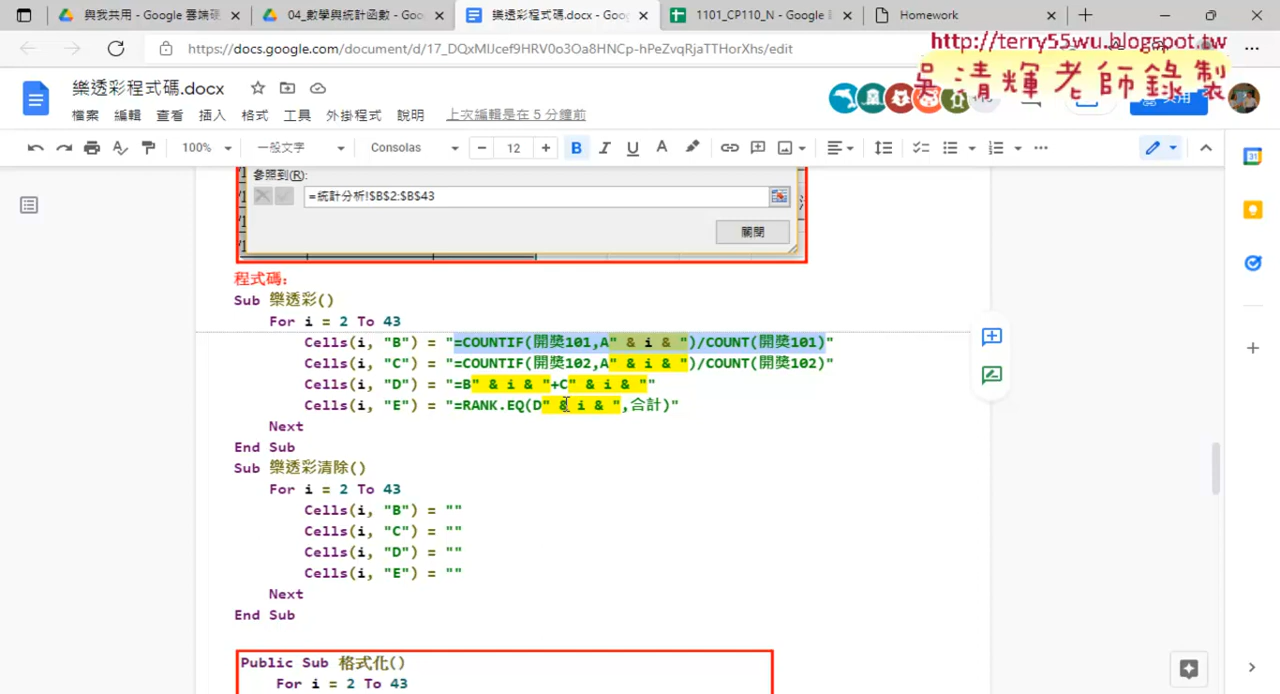 與我共用 - Google 雲端硬
04_數學與統計函數 - Goo
樂透彩程式碼.docx - Goo
1101_CP110_N - Google
Homework
https://docs.google.com/document/d/17_DQxMIJcef9HRV0o3Oa8HNCp-hPeZvqRjaTTHorXhs/edit
http://terry55wu.blogspot.tw
吳清輝老師錄製
樂透彩程式碼.docx
檔案 編輯 查看 插入 格式 工具 外掛程式 說明 上次編輯是在 5 分鐘前
100% 一般文字 Consolas 12 B I U A
參照到(R):
=統計分析!$B$2:$B$43
關閉
程式碼:
Sub 樂透彩()
For i = 2 To 43
Cells(i, "B") = "=COUNTIF(開獎101,A" & i & ")/COUNT(開獎101)"
Cells(i, "C") = "=COUNTIF(開獎102,A" & i & ")/COUNT(開獎102)"
Cells(i, "D") = "=B" & i & "+C" & i & ""
Cells(i, "E") = "=RANK.EQ(D" & i & ",合計)"
Next
End Sub
Sub 樂透彩清除()
For i = 2 To 43
Cells(i, "B") = ""
Cells(i, "C") = ""
Cells(i, "D") = ""
Cells(i, "E") = ""
Next
End Sub
Public Sub 格式化()
For i = 2 To 43